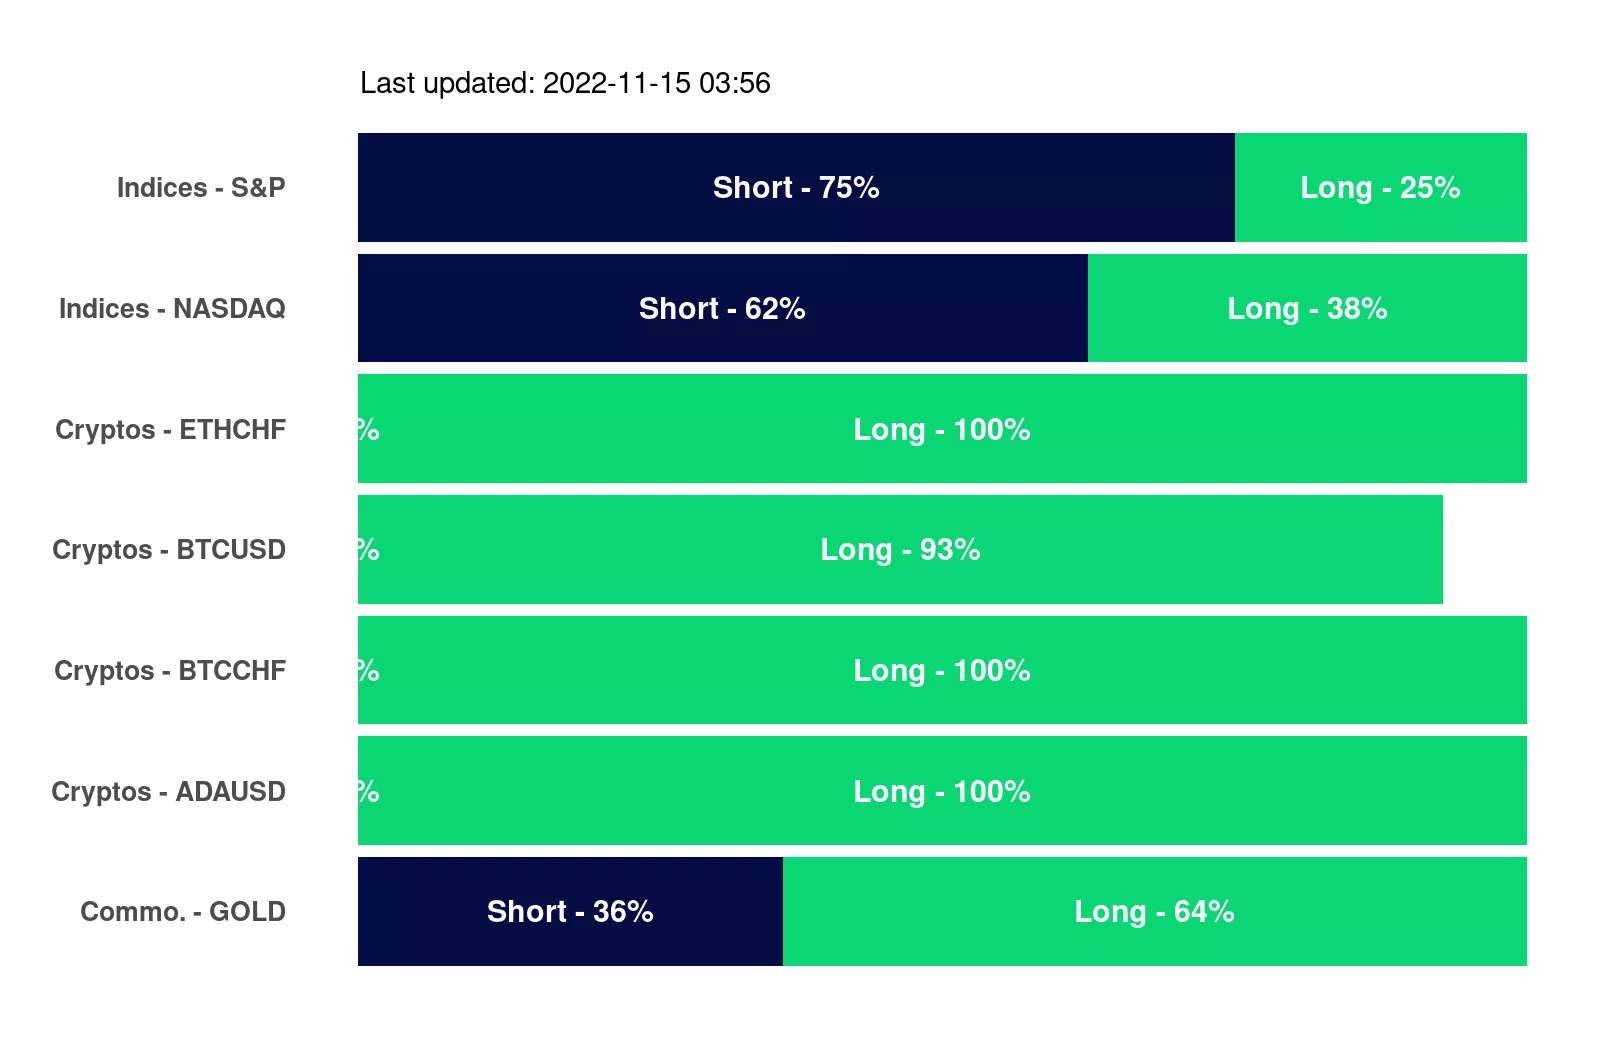 Last updated: 2022-11-15 03:56
Indices - S&P Short - 75% Long - 25%
Indices - NASDAQ Short - 62% Long - 38%
Cryptos - ETHCHF % Long - 100%
Cryptos - BTCUSD % Long - 93%
Cryptos - BTCCHF % Long - 100%
Cryptos - ADAUSD % Long - 100%
Commo. - GOLD Short - 36% Long - 64%